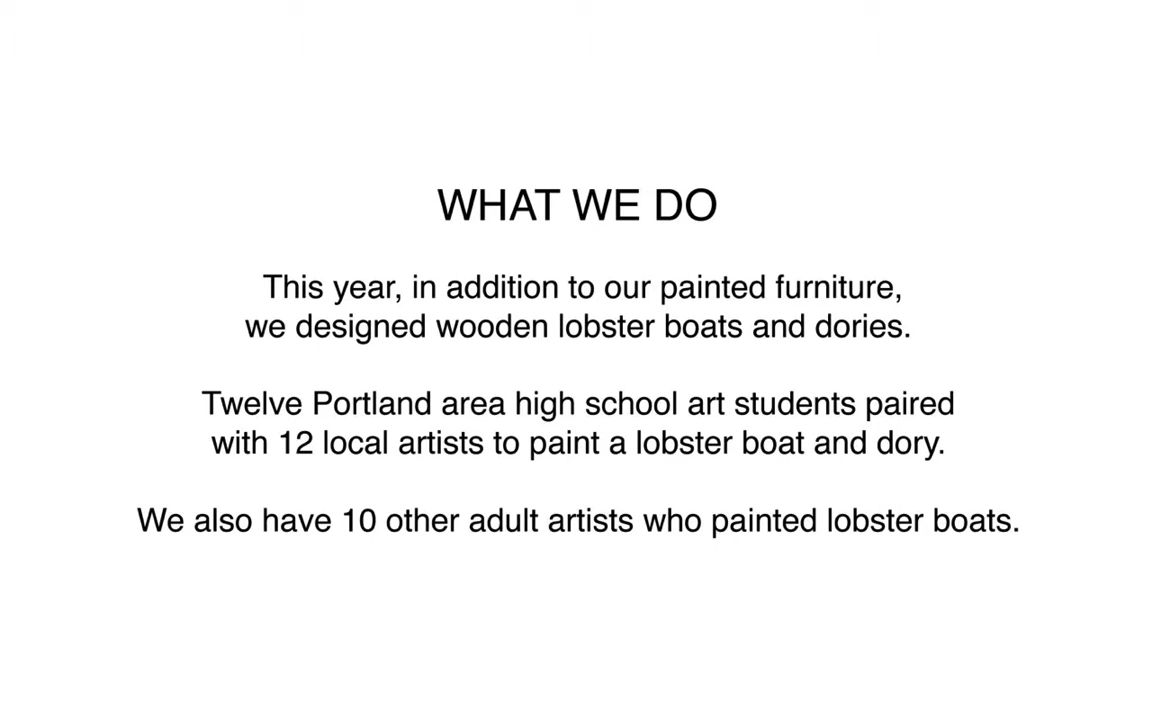 WHAT WE DO
This year, in addition to our painted furniture,
we designed wooden lobster boats and dories.
Twelve Portland area high school art students paired
with 12 local artists to paint a lobster boat and dory.
We also have 10 other adult artists who painted lobster boats.